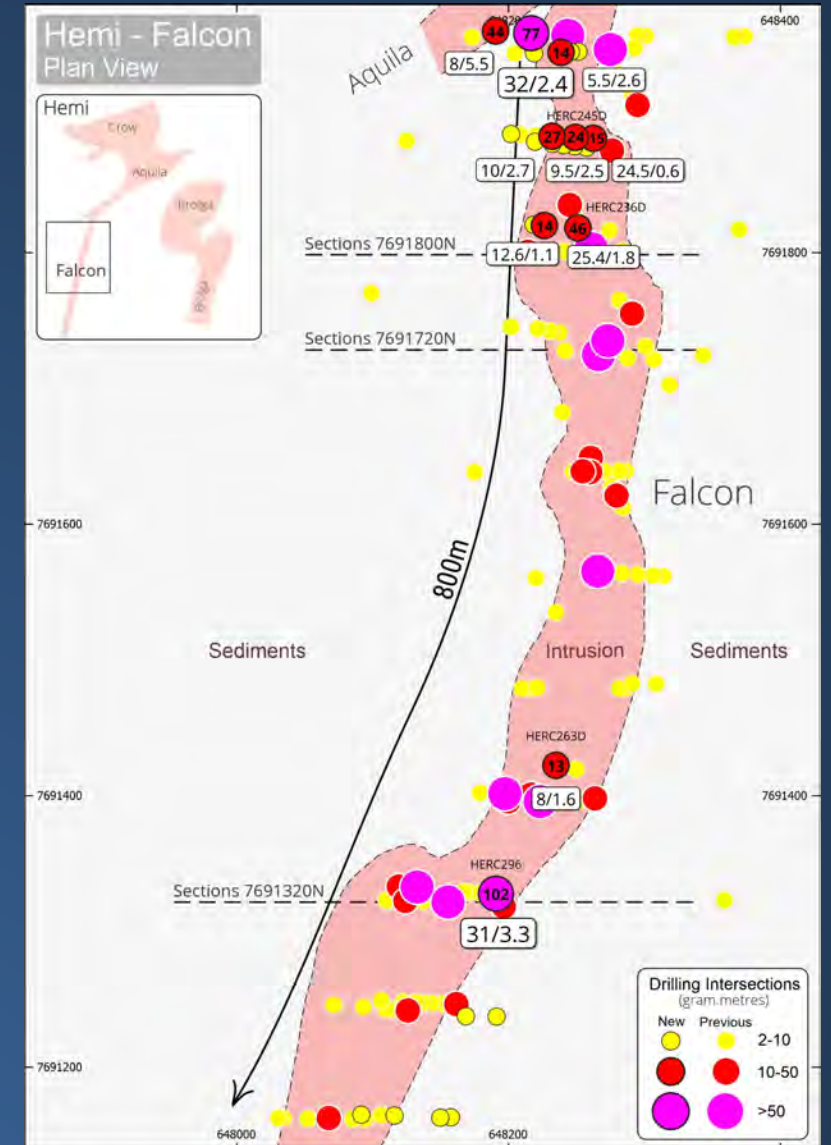 Hemi - Falcon
Plan View
Hemi
Crow
Aquila
Brolga
Falcon
Aquila
648400
44
77
14
8/5.5
32/2.4
5.5/2.6
HERC245D
27
24
15
10/2.7
9.5/2.5
24.5/0.6
HERC236D
14
46
Sections 7691800N
12.6/1.1
25.4/1.8
7691800
7691800
Sections 7691720N
Falcon
7691600
7691600
800m
Sediments
Intrusion
Sediments
HERC263D
13
7691400
8/1.6
7691400
HERC296
Sections 7691320N
102
31/3.3
Drilling Intersections
(gram.metres)
New Previous
2-10
10-50
>50
7691200
7691200
648000
648200